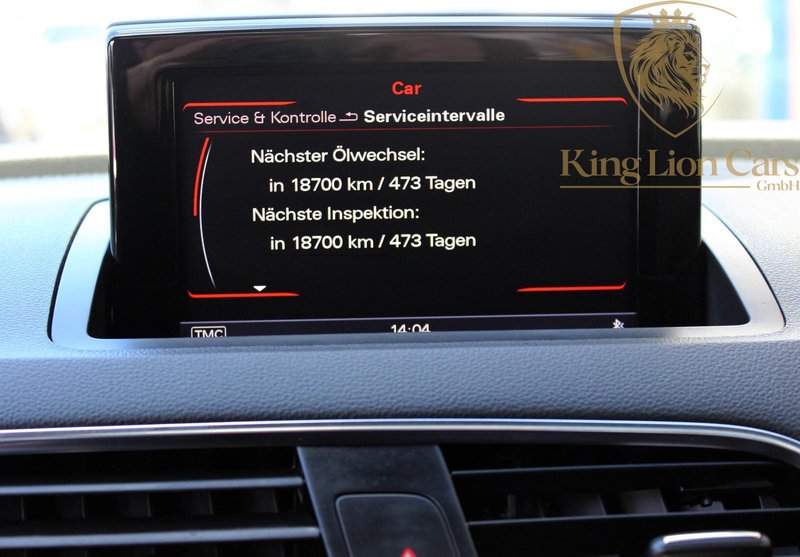 Car
Service & Kontrolle Serviceintervalle
Nächster Ölwechsel:
in 18700 km / 473 Tagen
Nächste Inspektion:
in 18700 km / 473 Tagen
TMC 14:04
King Lion Cars
GmbH